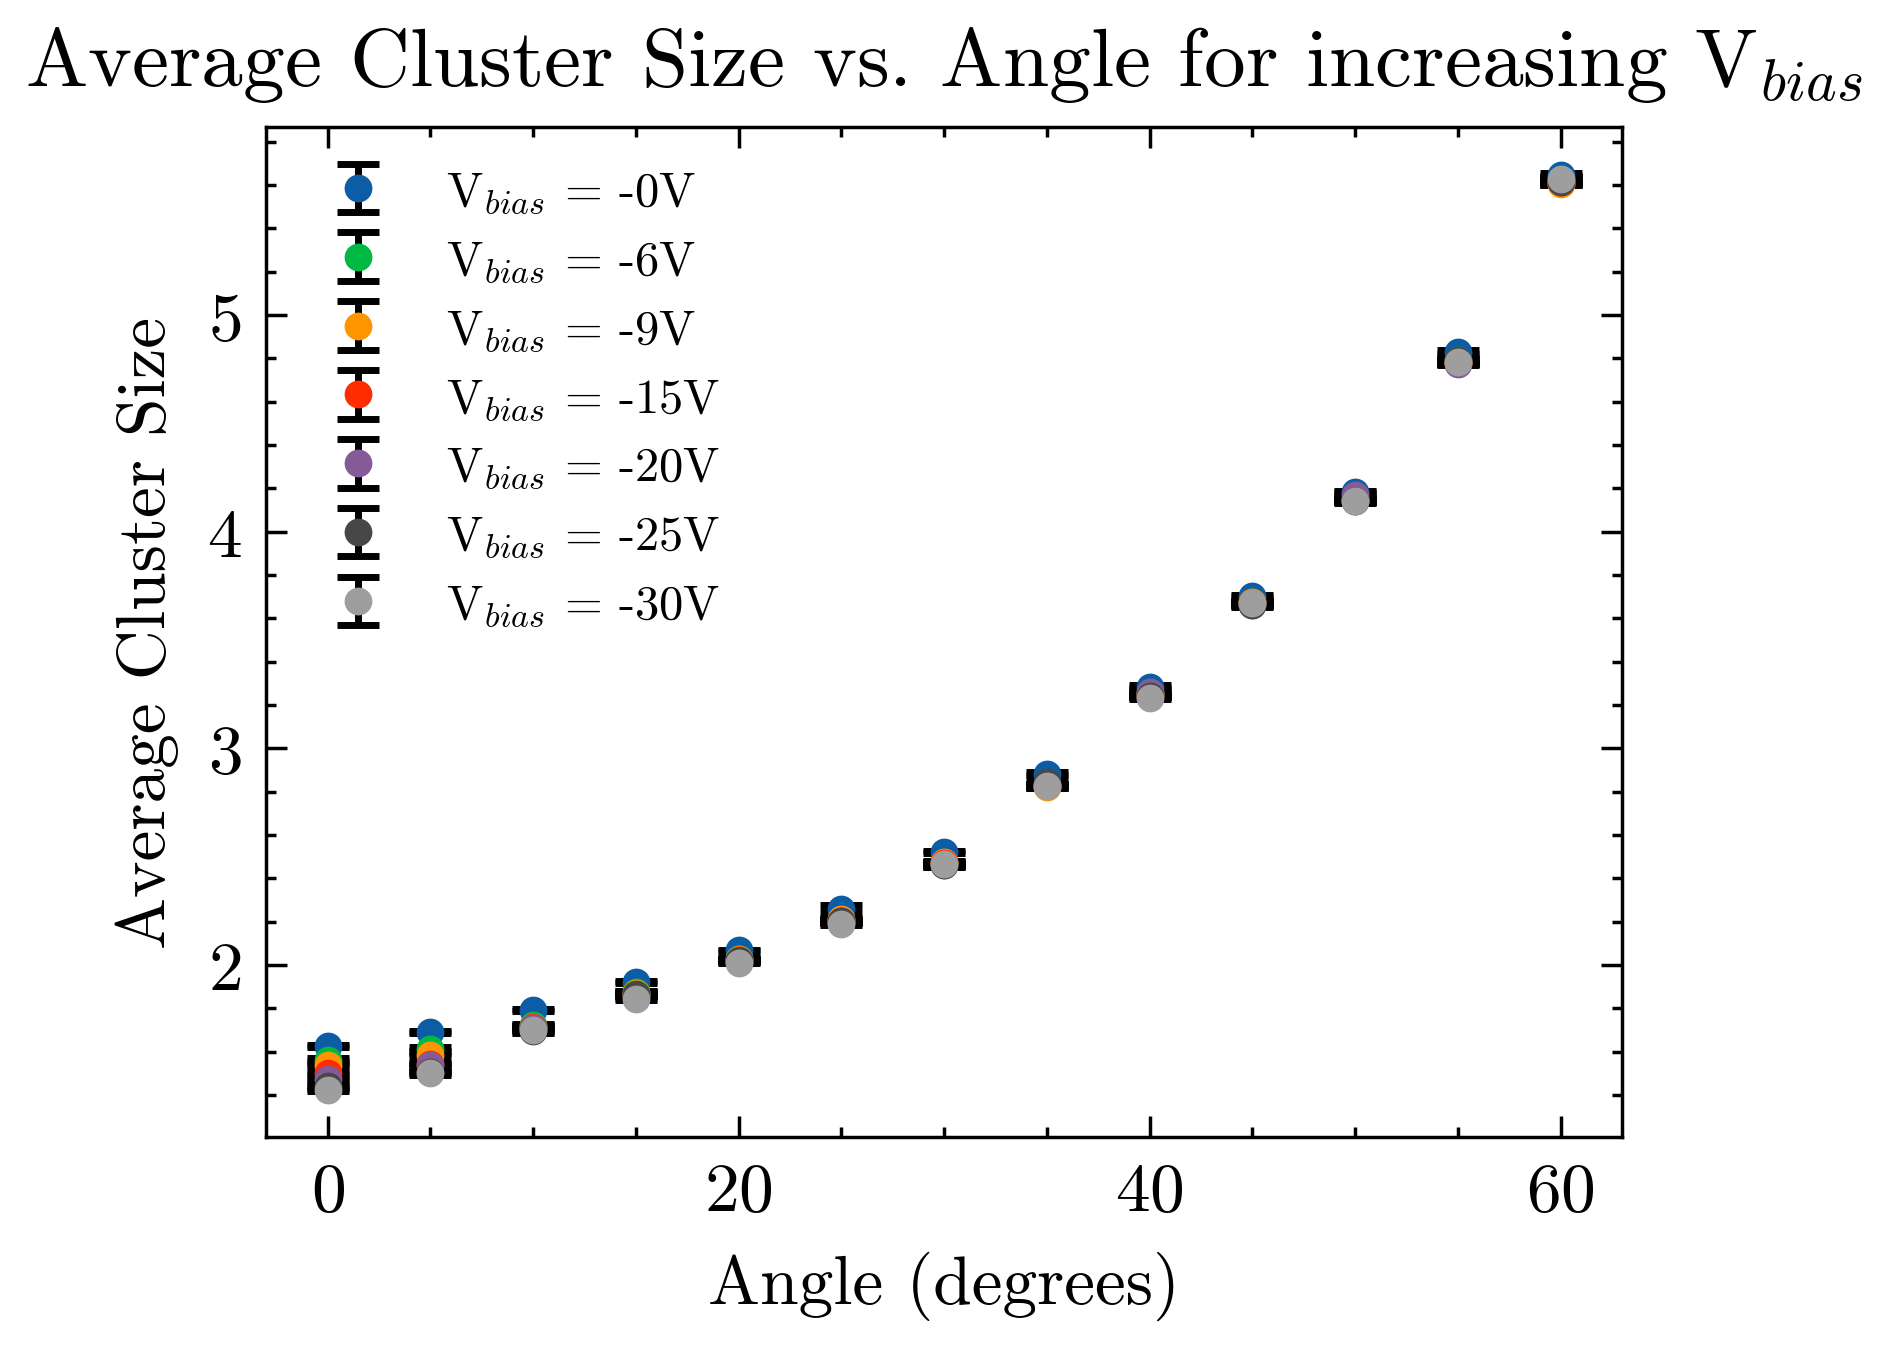 Average Cluster Size vs. Angle for increasing V_bias
V_bias = -0V
V_bias = -6V
V_bias = -9V
V_bias = -15V
V_bias = -20V
V_bias = -25V
V_bias = -30V
Average Cluster Size
5
4
3
2
0 20 40 60
Angle (degrees)